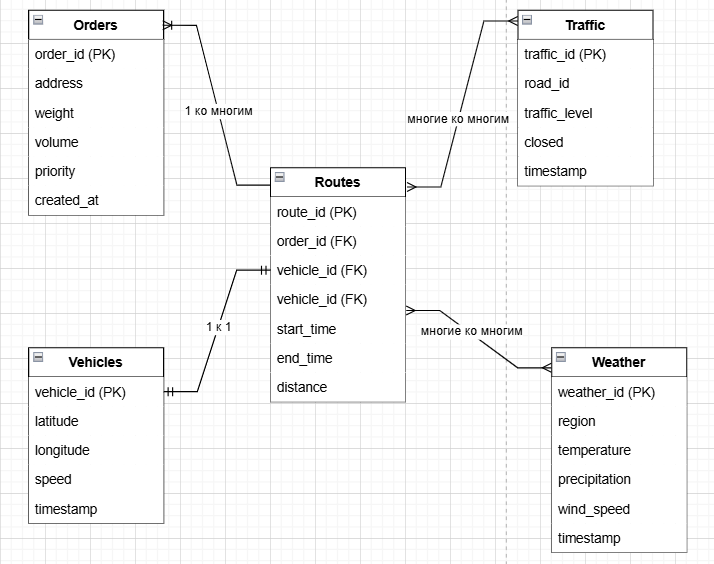 Orders
order_id (PK)
address
weight
volume
priority
created_at
1 ко многим
Traffic
traffic_id (PK)
road_id
traffic_level
closed
timestamp
многие ко многим
Routes
route_id (PK)
order_id (FK)
vehicle_id (FK)
vehicle_id (FK)
start_time
end_time
distance
1 к 1
многие ко многим
Vehicles
vehicle_id (PK)
latitude
longitude
speed
timestamp
Weather
weather_id (PK)
region
temperature
precipitation
wind_speed
timestamp